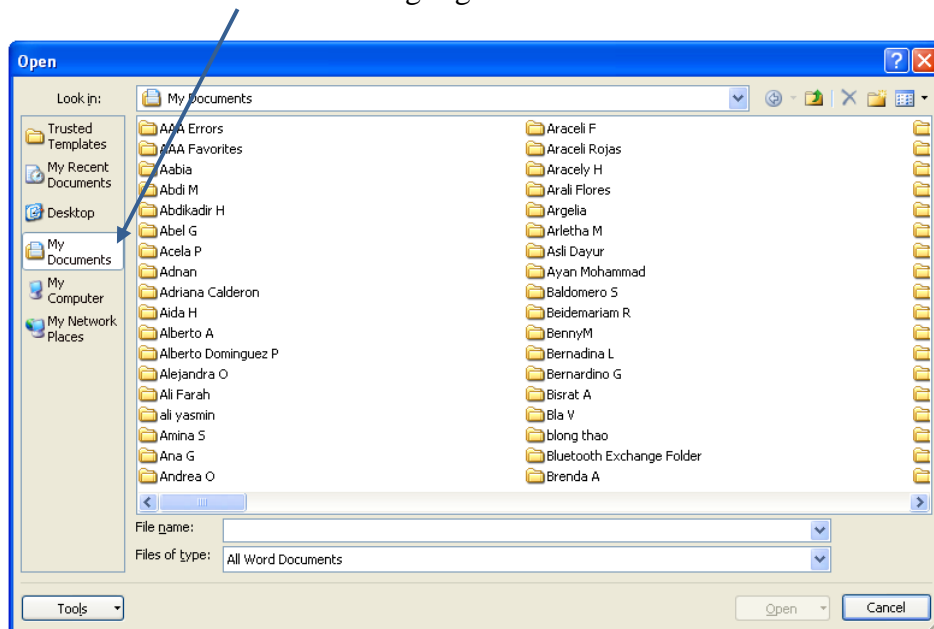 Open
Look in:
My Documents
Trusted
Templates
My Recent
Documents
Desktop
My
Documents
My
Computer
My Network
Places
AAA Errors
AAA Favorites
Aabia
Abdi M
Abdikadir H
Abel G
Acela P
Adnan
Adriana Calderon
Aida H
Alberto A
Alberto Dominguez P
Alejandra O
Ali Farah
ali yasmin
Amina S
Ana G
Andrea O
Araceli F
Araceli Rojas
Aracely H
Arali Flores
Argelia
Arletha M
Asli Dayur
Ayan Mohammad
Baldomero S
Beidemariam R
BennyM
Bernadina L
Bernardino G
Bisrat A
Bla V
blong thao
Bluetooth Exchange Folder
Brenda A
File name:
Files of type:
All Word Documents
Tools
Open
Cancel